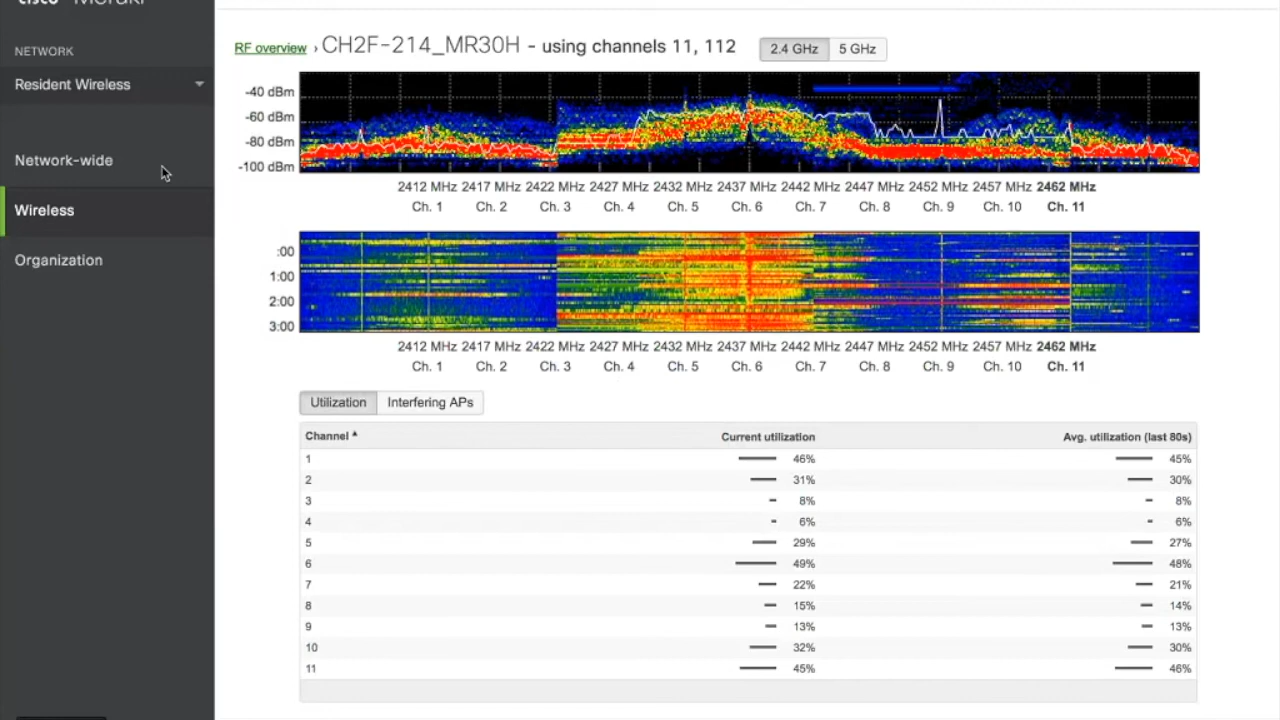 cisco Meraki
NETWORK
Resident Wireless
Network-wide
Wireless
Organization
RF overview › CH2F-214_MR30H - using channels 11, 112
2.4 GHz 5 GHz
-40 dBm
-60 dBm
-80 dBm
-100 dBm
2412 MHz 2417 MHz 2422 MHz 2427 MHz 2432 MHz 2437 MHz 2442 MHz 2447 MHz 2452 MHz 2457 MHz 2462 MHz
Ch. 1 Ch. 2 Ch. 3 Ch. 4 Ch. 5 Ch. 6 Ch. 7 Ch. 8 Ch. 9 Ch. 10 Ch. 11
:00
1:00
2:00
3:00
2412 MHz 2417 MHz 2422 MHz 2427 MHz 2432 MHz 2437 MHz 2442 MHz 2447 MHz 2452 MHz 2457 MHz 2462 MHz
Ch. 1 Ch. 2 Ch. 3 Ch. 4 Ch. 5 Ch. 6 Ch. 7 Ch. 8 Ch. 9 Ch. 10 Ch. 11
Utilization Interfering APs
Channel Current utilization Avg. utilization (last 80s)
1 46% 45%
2 31% 30%
3 8% 8%
4 6% 6%
5 29% 27%
6 49% 48%
7 22% 21%
8 15% 14%
9 13% 13%
10 32% 30%
11 45% 46%